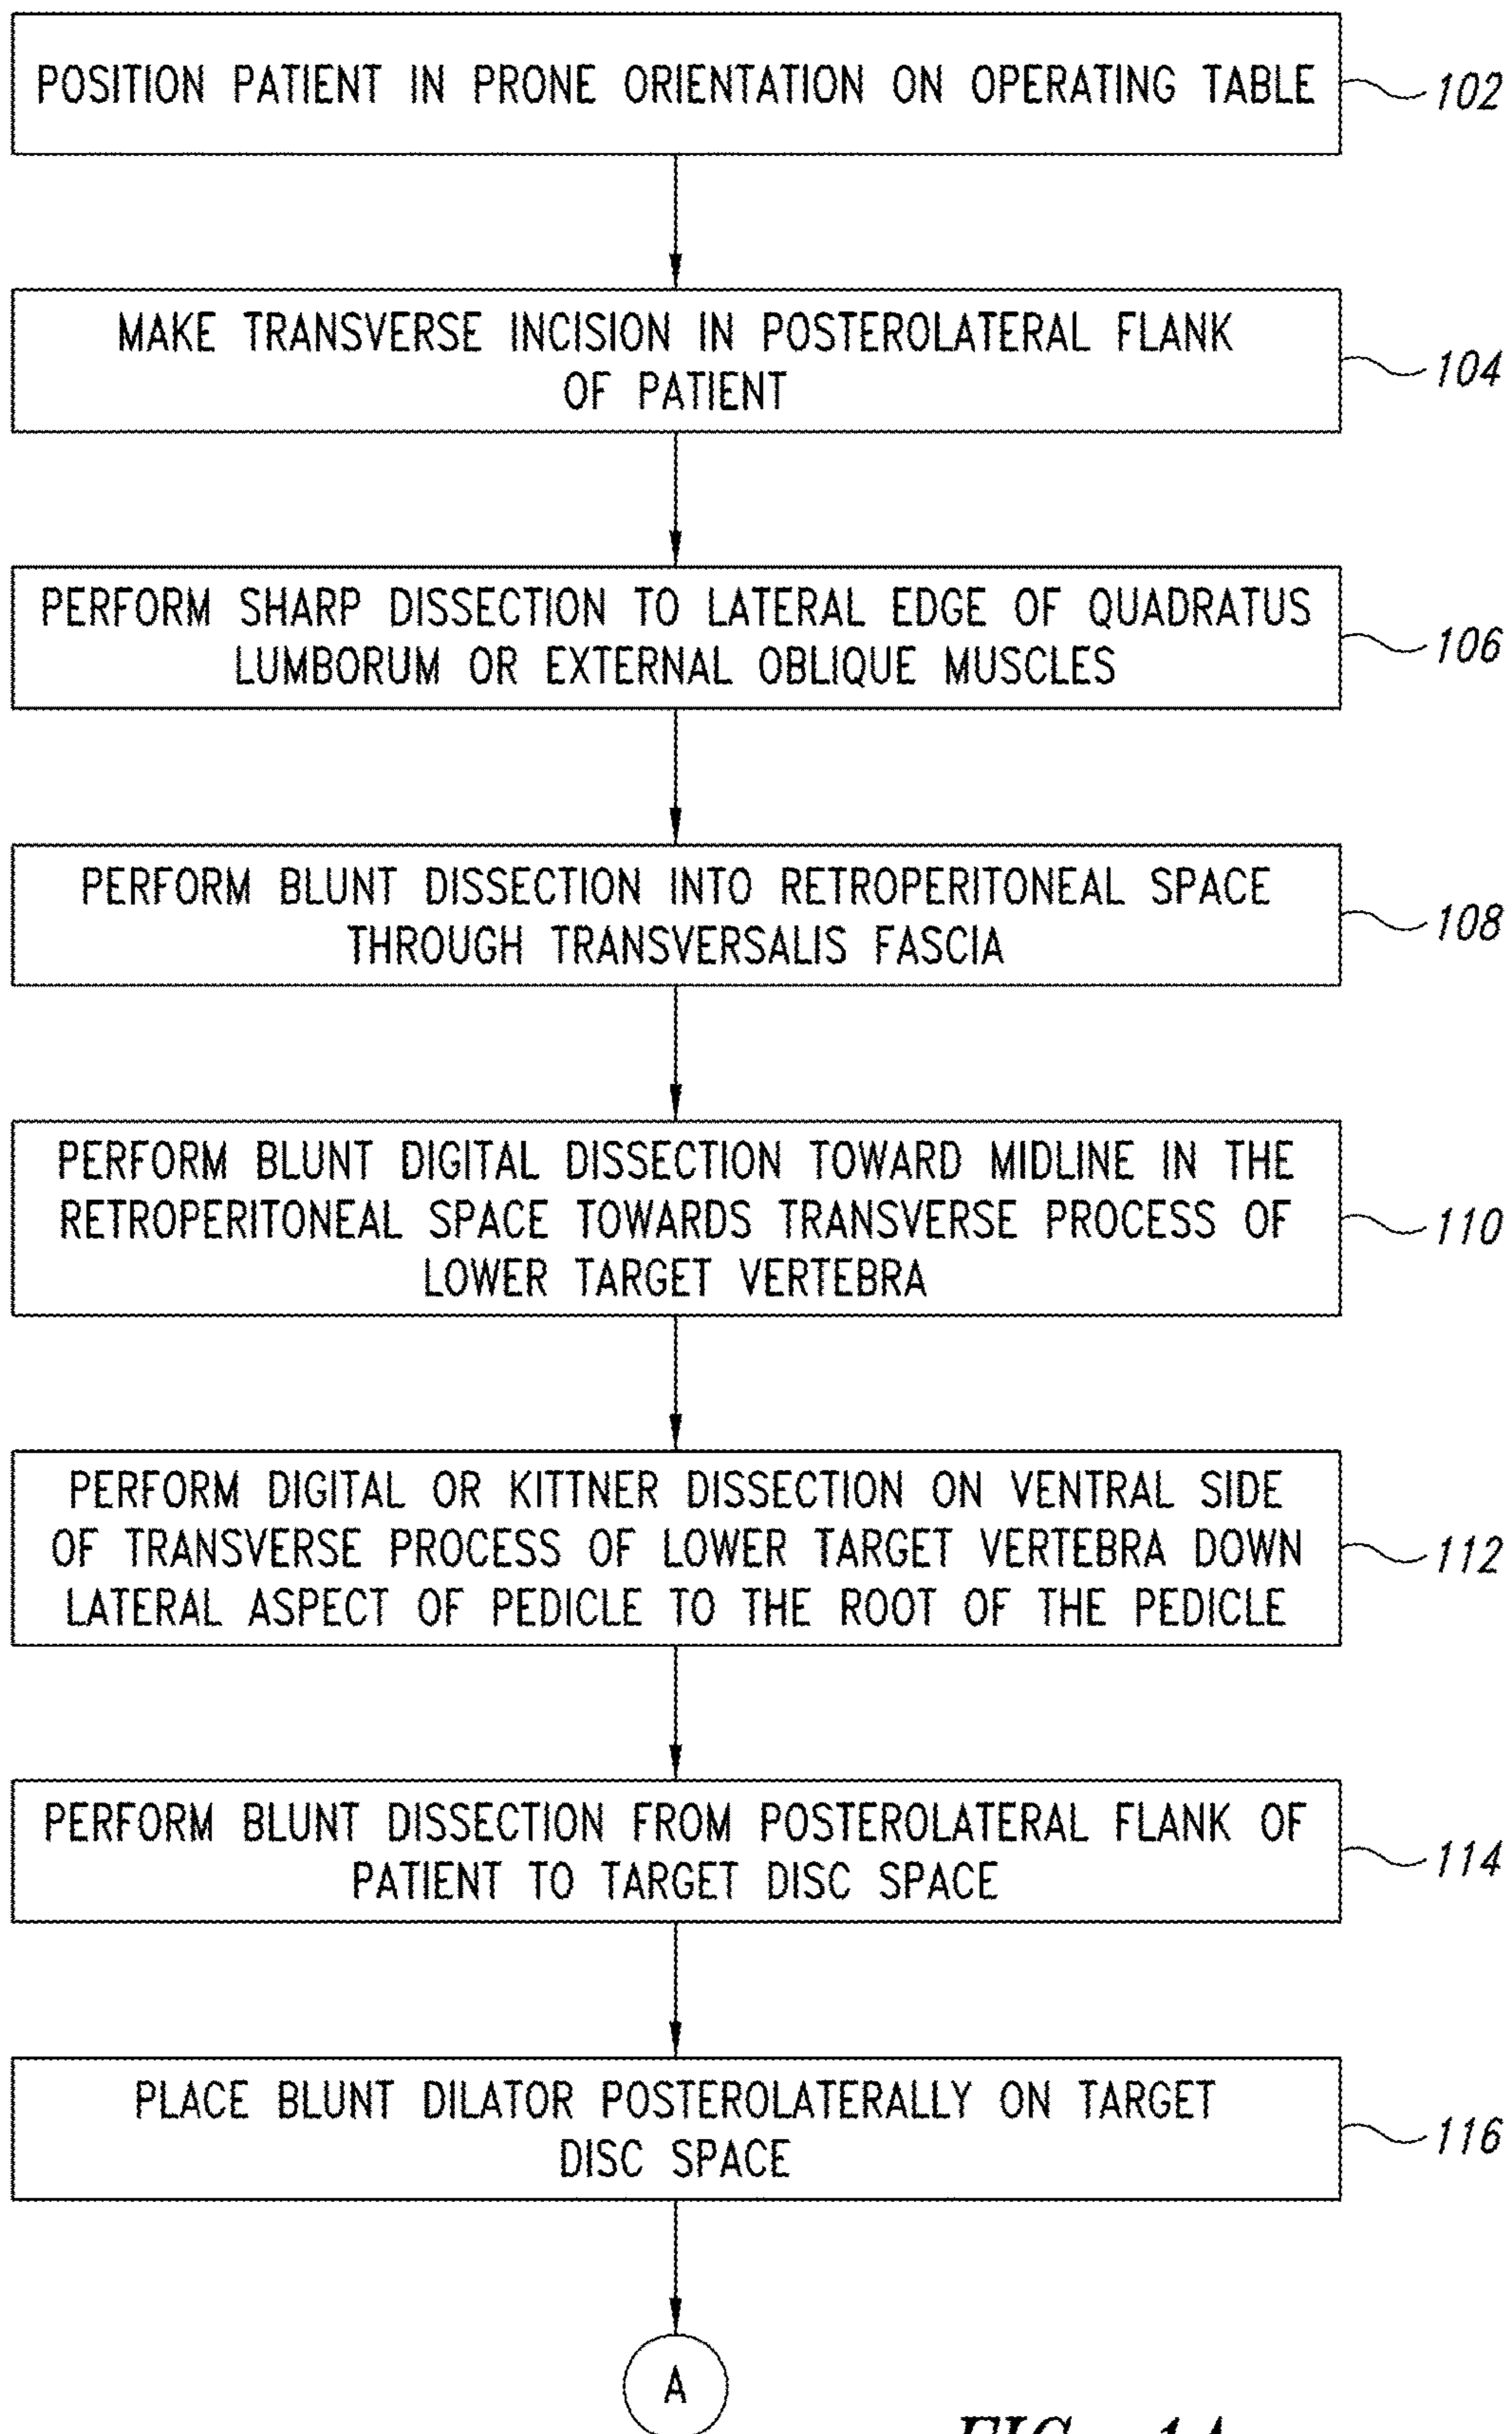 POSITION PATIENT IN PRONE ORIENTATION ON OPERATING TABLE
102
MAKE TRANSVERSE INCISION IN POSTEROLATERAL FLANK
OF PATIENT
104
PERFORM SHARP DISSECTION TO LATERAL EDGE OF QUADRATUS
LUMBORUM OR EXTERNAL OBLIQUE MUSCLES
106
PERFORM BLUNT DISSECTION INTO RETROPERITONEAL SPACE
THROUGH TRANSVERSALIS FASCIA
108
PERFORM BLUNT DIGITAL DISSECTION TOWARD MIDLINE IN THE
RETROPERITONEAL SPACE TOWARDS TRANSVERSE PROCESS OF
LOWER TARGET VERTEBRA
110
PERFORM DIGITAL OR KITTNER DISSECTION ON VENTRAL SIDE
OF TRANSVERSE PROCESS OF LOWER TARGET VERTEBRA DOWN
LATERAL ASPECT OF PEDICLE TO THE ROOT OF THE PEDICLE
112
PERFORM BLUNT DISSECTION FROM POSTEROLATERAL FLANK OF
PATIENT TO TARGET DISC SPACE
114
PLACE BLUNT DILATOR POSTEROLATERALLY ON TARGET
DISC SPACE
116
A